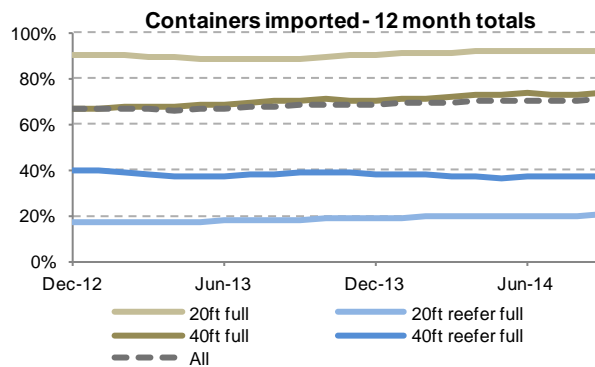 Containers imported - 12 month totals
100%
80%
60%
40%
20%
0%
Dec-12 Jun-13 Dec-13 Jun-14
20ft full 20ft reefer full
40ft full 40ft reefer full
All